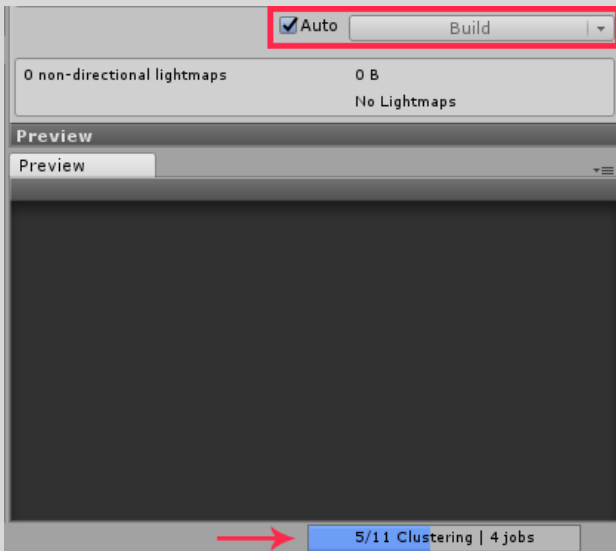 Auto Build
0 non-directional lightmaps 0 B
No Lightmaps
Preview
Preview
5/11 Clustering | 4 jobs